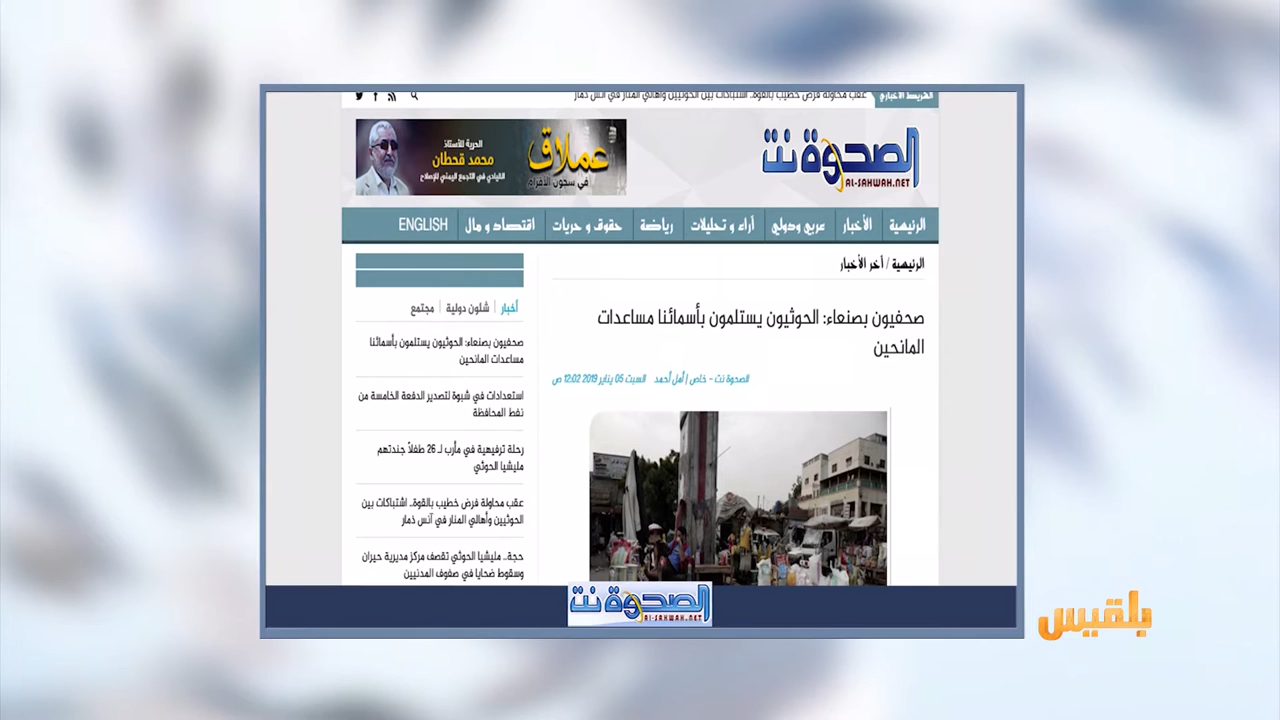 الشريط الاخباري
عقب محاولة فرض خطيب بالقوة.. اشتباكات بين الحوثيين وأهالي المنار في آنس ذمار
الصحوة نت
AL-SAHWAH.NET
عملاق
في سجون الأقزام
الحرية للأستاذ
محمد قحطان
القيادي في التجمع اليمني للإصلاح
الرئيسية
الأخبار
عربي ودولي
آراء و تحليلات
رياضة
حقوق و حريات
اقتصاد و مال
ENGLISH
الرئيسية / أخر الأخبار
صحفيون بصنعاء: الحوثيون يستلمون بأسمائنا مساعدات
المانحين
الصحوة نت - خاص | أمل أحمد السبت 05 يناير 2019 12:02 ص
أخبار | شئون دولية | مجتمع
صحفيون بصنعاء: الحوثيون يستلمون بأسمائنا
مساعدات المانحين
استعدادات في شبوة لتصدير الدفعة الخامسة من
نفط المحافظة
رحلة ترفيهية في مأرب لـ 26 طفلاً جندتهم
مليشيا الحوثي
عقب محاولة فرض خطيب بالقوة.. اشتباكات بين
الحوثيين وأهالي المنار في آنس ذمار
حجة.. مليشيا الحوثي تقصف مركز مديرية حيران
وسقوط ضحايا في صفوف المدنيين
الصحوة نت
AL-SAHWAH.NET
بلقيس